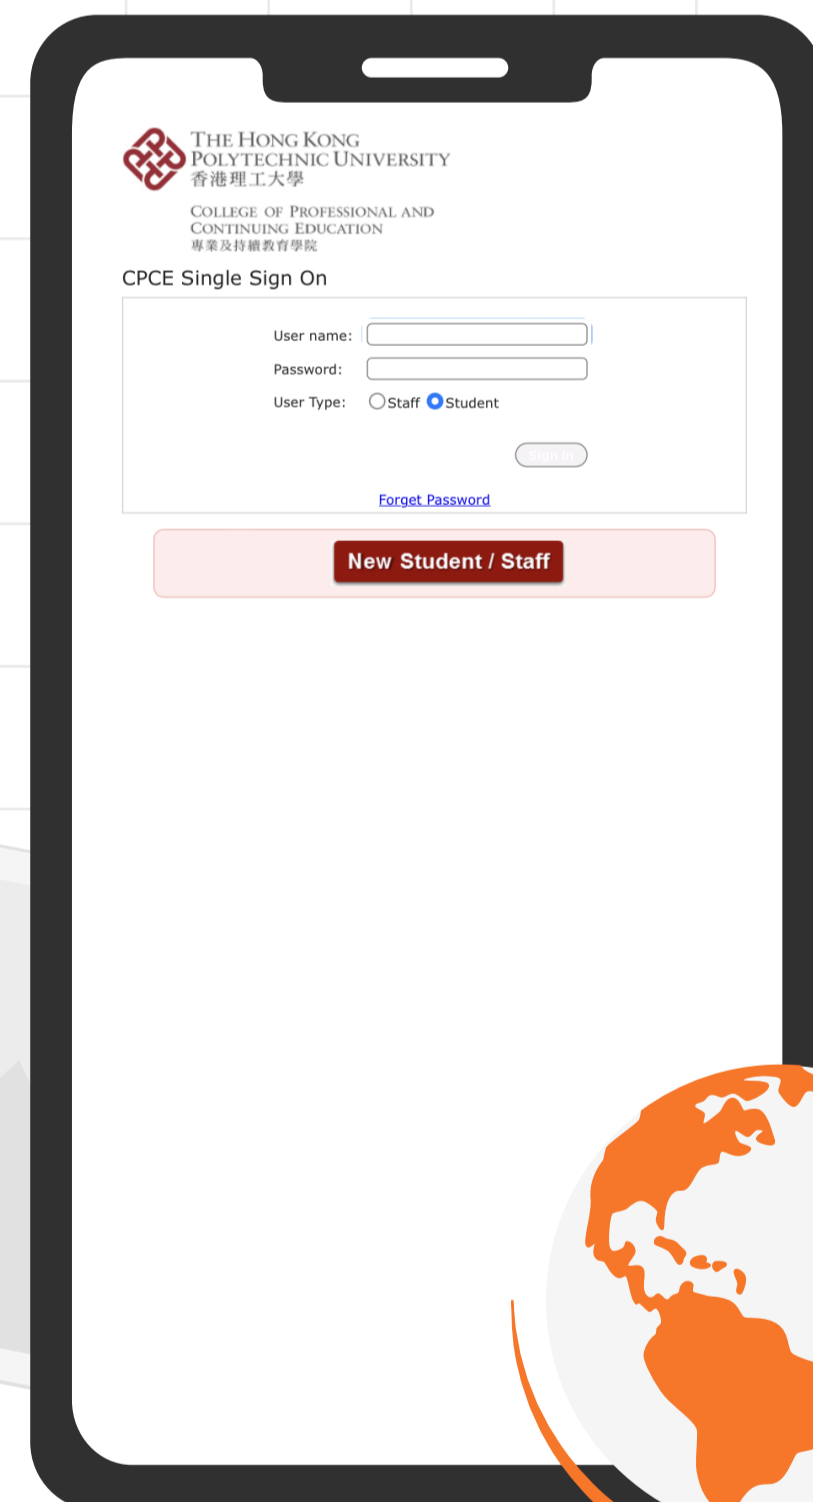 THE HONG KONG
POLYTECHNIC UNIVERSITY
香港理工大學
COLLEGE OF PROFESSIONAL AND
CONTINUING EDUCATION
專業及持續教育學院
CPCE Single Sign On
User name:
Password:
User Type: Staff Student
Sign In
Forget Password
New Student / Staff